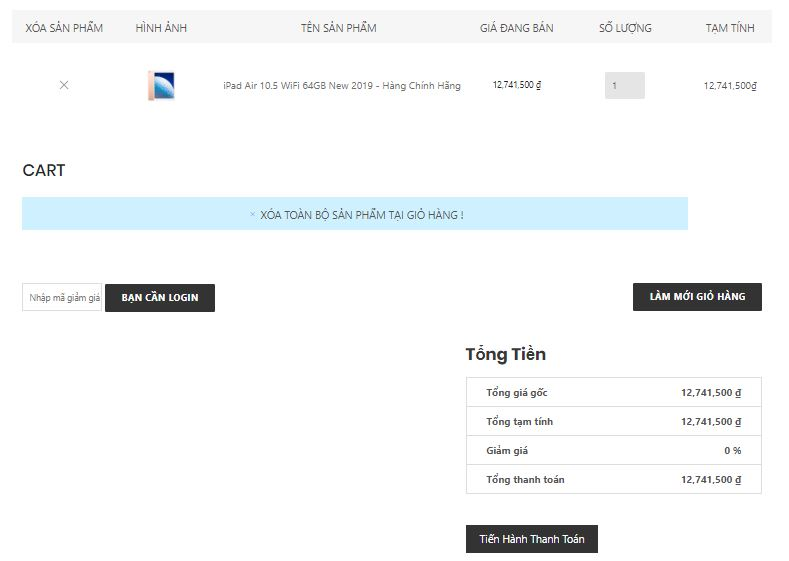 XÓA SẢN PHẨM HÌNH ẢNH TÊN SẢN PHẨM GIÁ ĐANG BÁN SỐ LƯỢNG TẠM TÍNH
× iPad Air 10.5 WiFi 64GB New 2019 - Hàng Chính Hãng 12,741,500 ₫ 1 12,741,500₫
CART
× XÓA TOÀN BỘ SẢN PHẨM TẠI GIỎ HÀNG !
Nhập mã giảm giá BẠN CẦN LOGIN LÀM MỚI GIỎ HÀNG
Tổng Tiền
Tổng giá gốc 12,741,500 ₫
Tổng tạm tính 12,741,500 ₫
Giảm giá 0 %
Tổng thanh toán 12,741,500 ₫
Tiến Hành Thanh Toán